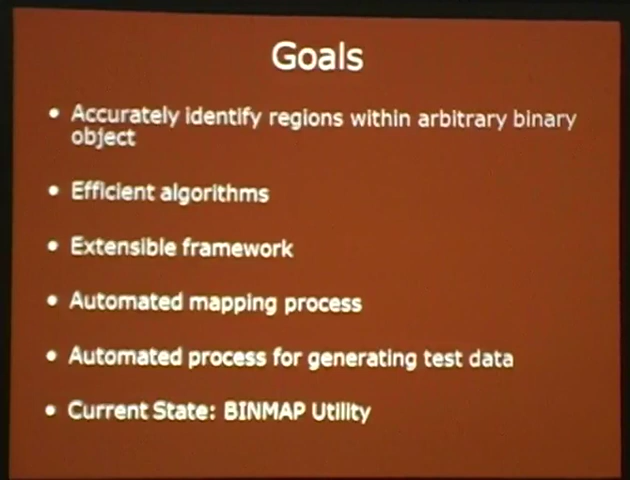 Goals
• Accurately identify regions within arbitrary binary
object
• Efficient algorithms
• Extensible framework
• Automated mapping process
• Automated process for generating test data
• Current State: BINMAP Utility